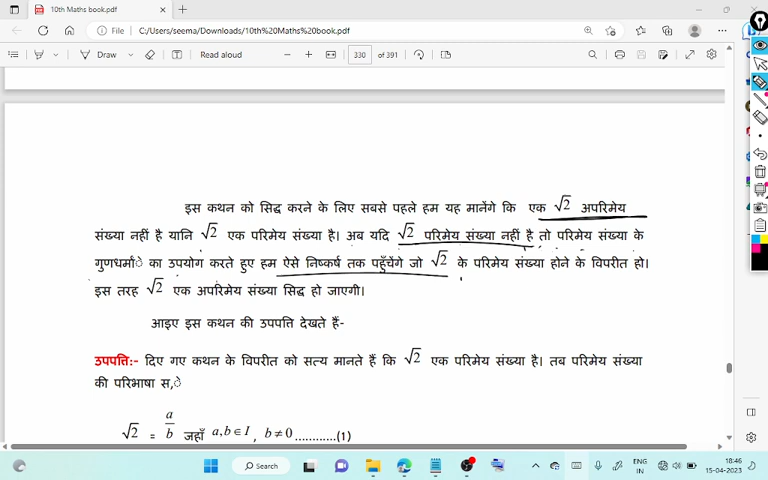 10th Maths book.pdf
File C:/Users/seema/Downloads/10th%20Maths%20book.pdf
Draw Read aloud 330 of 391
इस कथन को सिद्ध करने के लिए सबसे पहले हम यह मानेंगे कि एक √2 अपरिमेय
संख्या नहीं है यानि √2 एक परिमेय संख्या है। अब यदि √2 परिमेय संख्या नहीं है तो परिमेय संख्या के
गुणधर्माे का उपयोग करते हुए हम ऐसे निष्कर्ष तक पहुँचेंगे जो √2 के परिमेय संख्या होने के विपरीत हो।
इस तरह √2 एक अपरिमेय संख्या सिद्ध हो जाएगी।
आइए इस कथन की उपपत्ति देखते हैं-
उपपत्ति:- दिए गए कथन के विपरीत को सत्य मानते हैं कि √2 एक परिमेय संख्या है। तब परिमेय संख्या
की परिभाषा स,े
√2 = a/b जहाँ a,b∈I, b≠0 ............(1)
Search
ENG
IN
18:46
15-04-2023